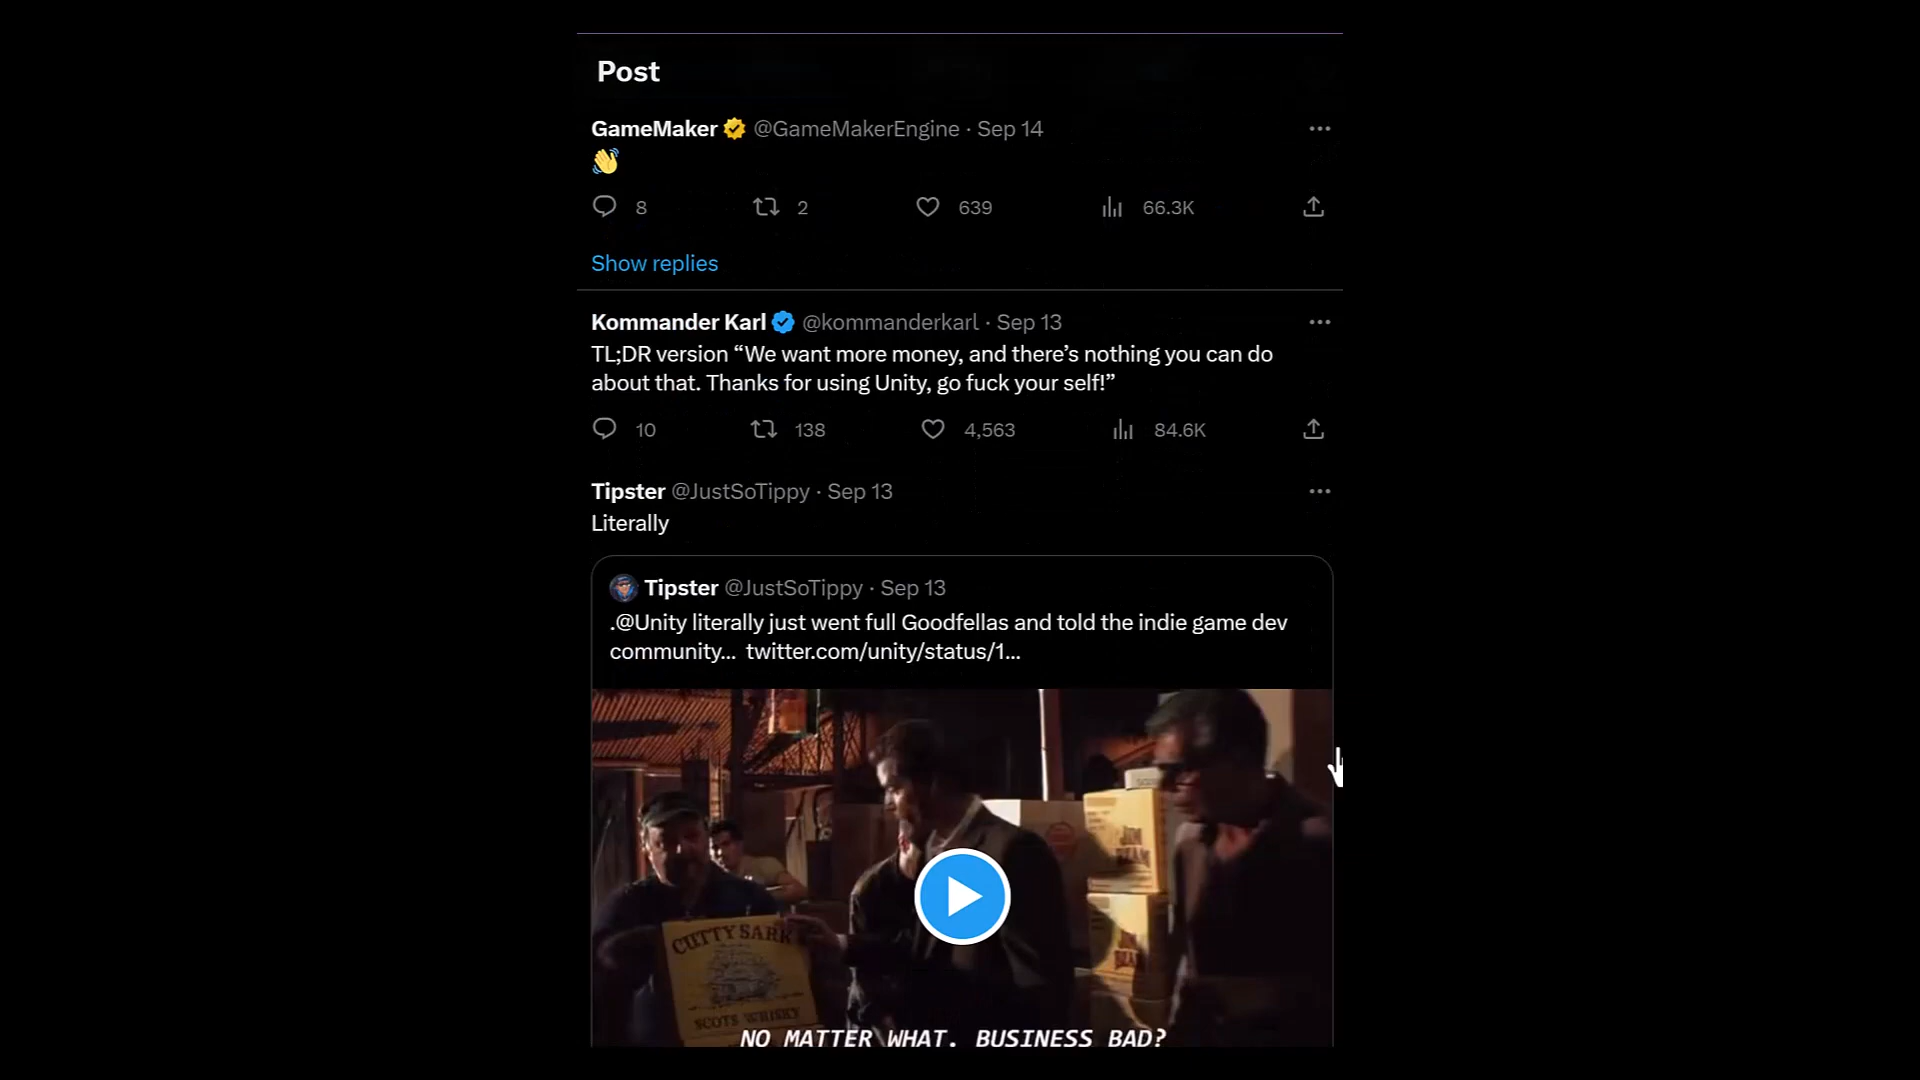 Post
GameMaker @GameMakerEngine · Sep 14
👋
8 2 639 66.3K
Show replies
Kommander Karl @kommanderkarl · Sep 13
TL;DR version “We want more money, and there’s nothing you can do
about that. Thanks for using Unity, go fuck your self!”
10 138 4,563 84.6K
Tipster @JustSoTippy · Sep 13
Literally
Tipster @JustSoTippy · Sep 13
.@Unity literally just went full Goodfellas and told the indie game dev
community... twitter.com/unity/status/1...
JIM
BEAM
JIM
BEAM
CUTTY SARK
SCOTS WHISKY
NO MATTER WHAT. BUSINESS BAD?